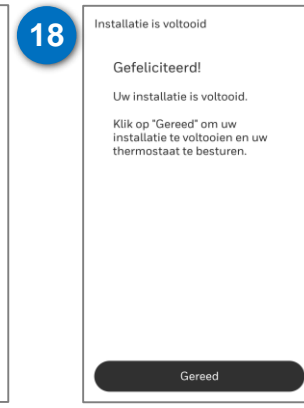 18
Installatie is voltooid
Gefeliciteerd!
Uw installatie is voltooid.
Klik op "Gereed" om uw
installatie te voltooien en uw
thermostaat te besturen.
Gereed